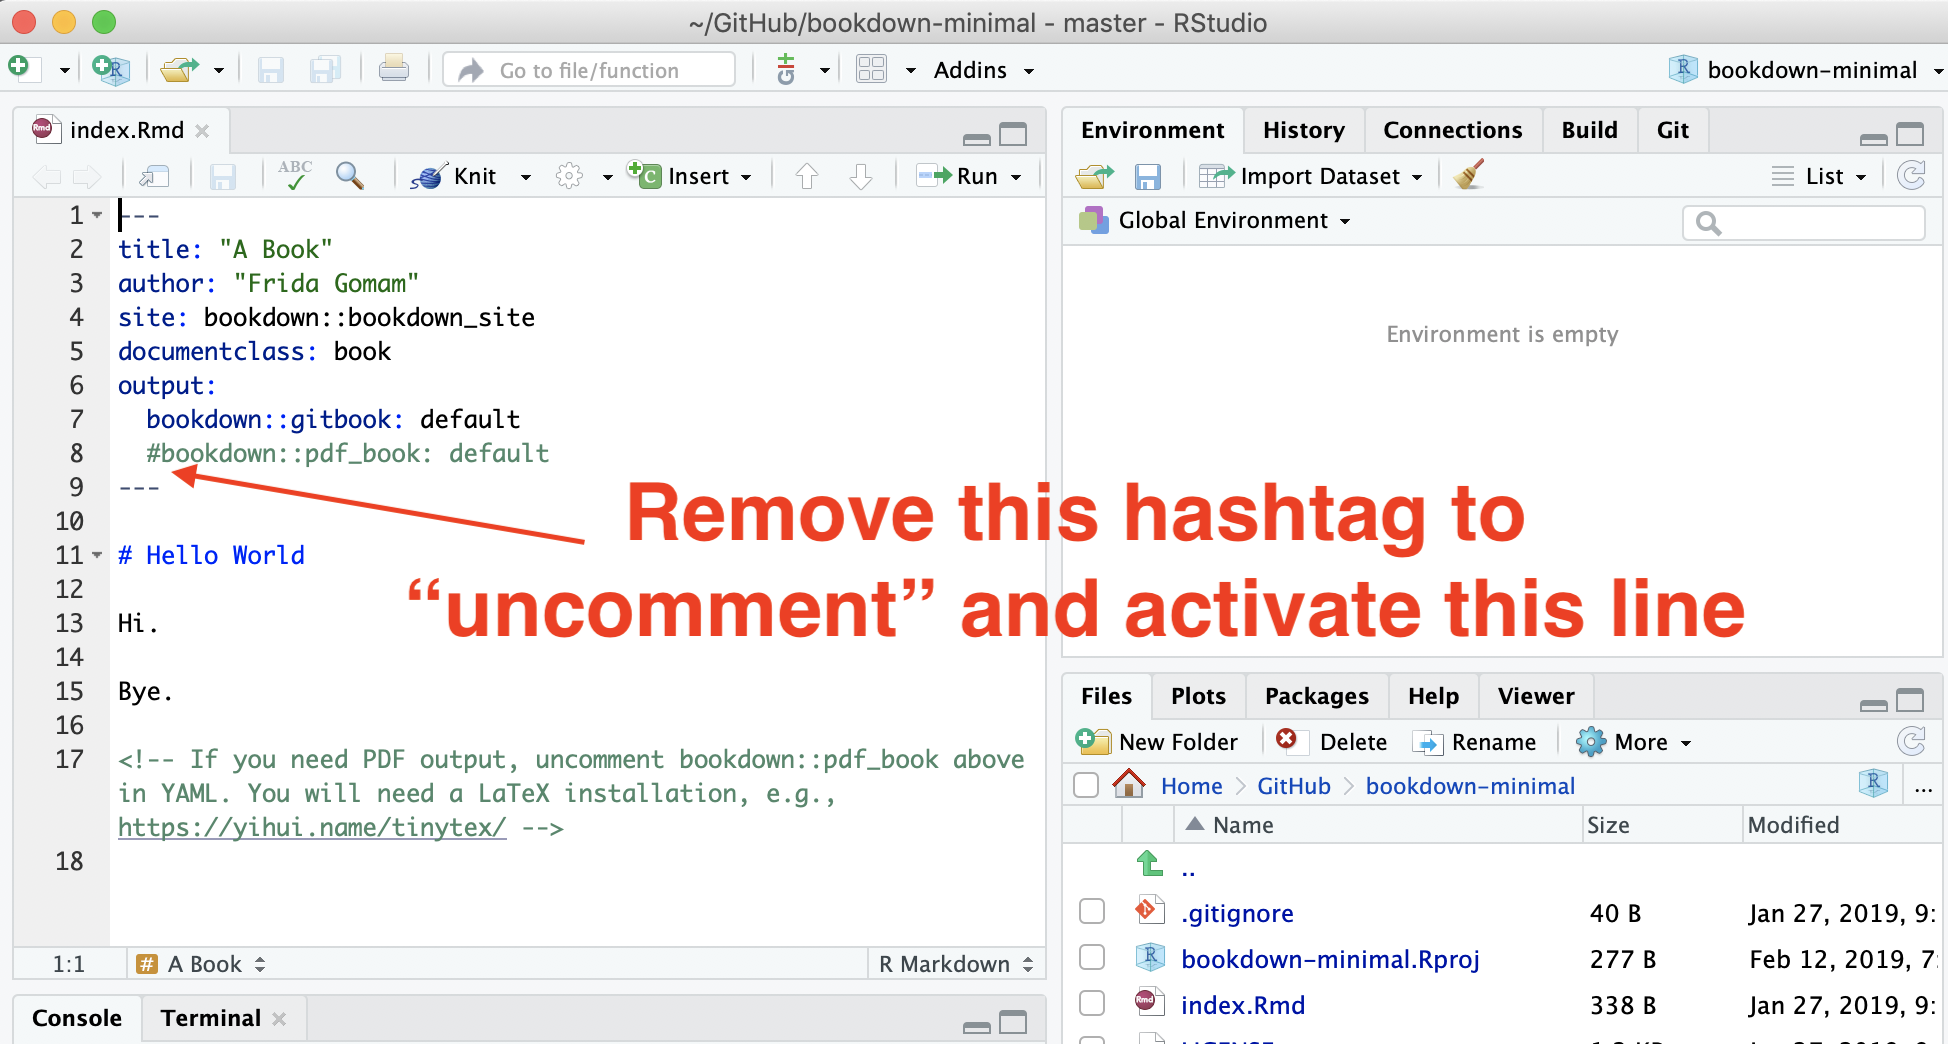 ~/GitHub/bookdown-minimal - master - RStudio
Go to file/function
Addins
bookdown-minimal
index.Rmd
ABC
Knit
Insert
Run
1 ---
2 title: "A Book"
3 author: "Frida Gomam"
4 site: bookdown::bookdown_site
5 documentclass: book
6 output:
7 bookdown::gitbook: default
8 #bookdown::pdf_book: default
9 ---
10
11 # Hello World
12
13 Hi.
14
15 Bye.
16
17 <!-- If you need PDF output, uncomment bookdown::pdf_book above
in YAML. You will need a LaTeX installation, e.g.,
https://yihui.name/tinytex/ -->
18
Remove this hashtag to
“uncomment” and activate this line
1:1 # A Book R Markdown
Console Terminal
Environment History Connections Build Git
Import Dataset List
Global Environment
Environment is empty
Files Plots Packages Help Viewer
New Folder Delete Rename More
Home GitHub bookdown-minimal ...
Name Size Modified
..
.gitignore 40 B Jan 27, 2019, 9:
bookdown-minimal.Rproj 277 B Feb 12, 2019, 7:
index.Rmd 338 B Jan 27, 2019, 9: